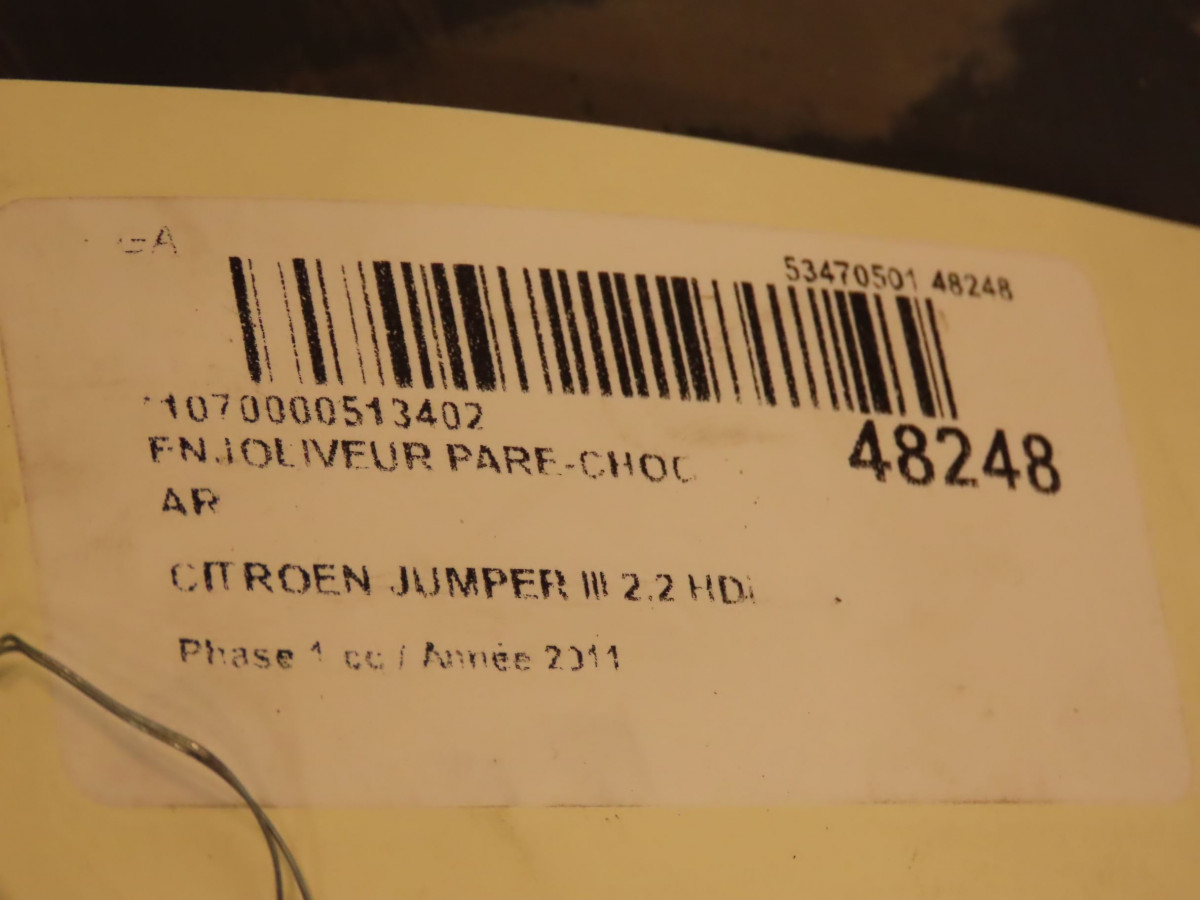 53470501 48248
1070000513402
48248
ENJOLIVEUR PARE-CHOC
AR
CITROEN JUMPER III 2.2 HDi
Phase 1 cc / Année 2011